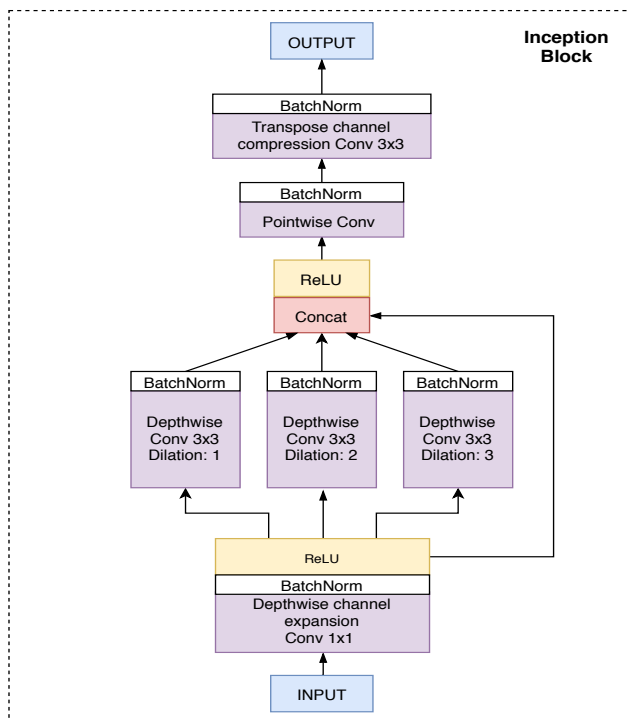 Inception
Block
OUTPUT
BatchNorm
Transpose channel
compression Conv 3x3
BatchNorm
Pointwise Conv
ReLU
Concat
BatchNorm
Depthwise
Conv 3x3
Dilation: 1
BatchNorm
Depthwise
Conv 3x3
Dilation: 2
BatchNorm
Depthwise
Conv 3x3
Dilation: 3
ReLU
BatchNorm
Depthwise channel
expansion
Conv 1x1
INPUT